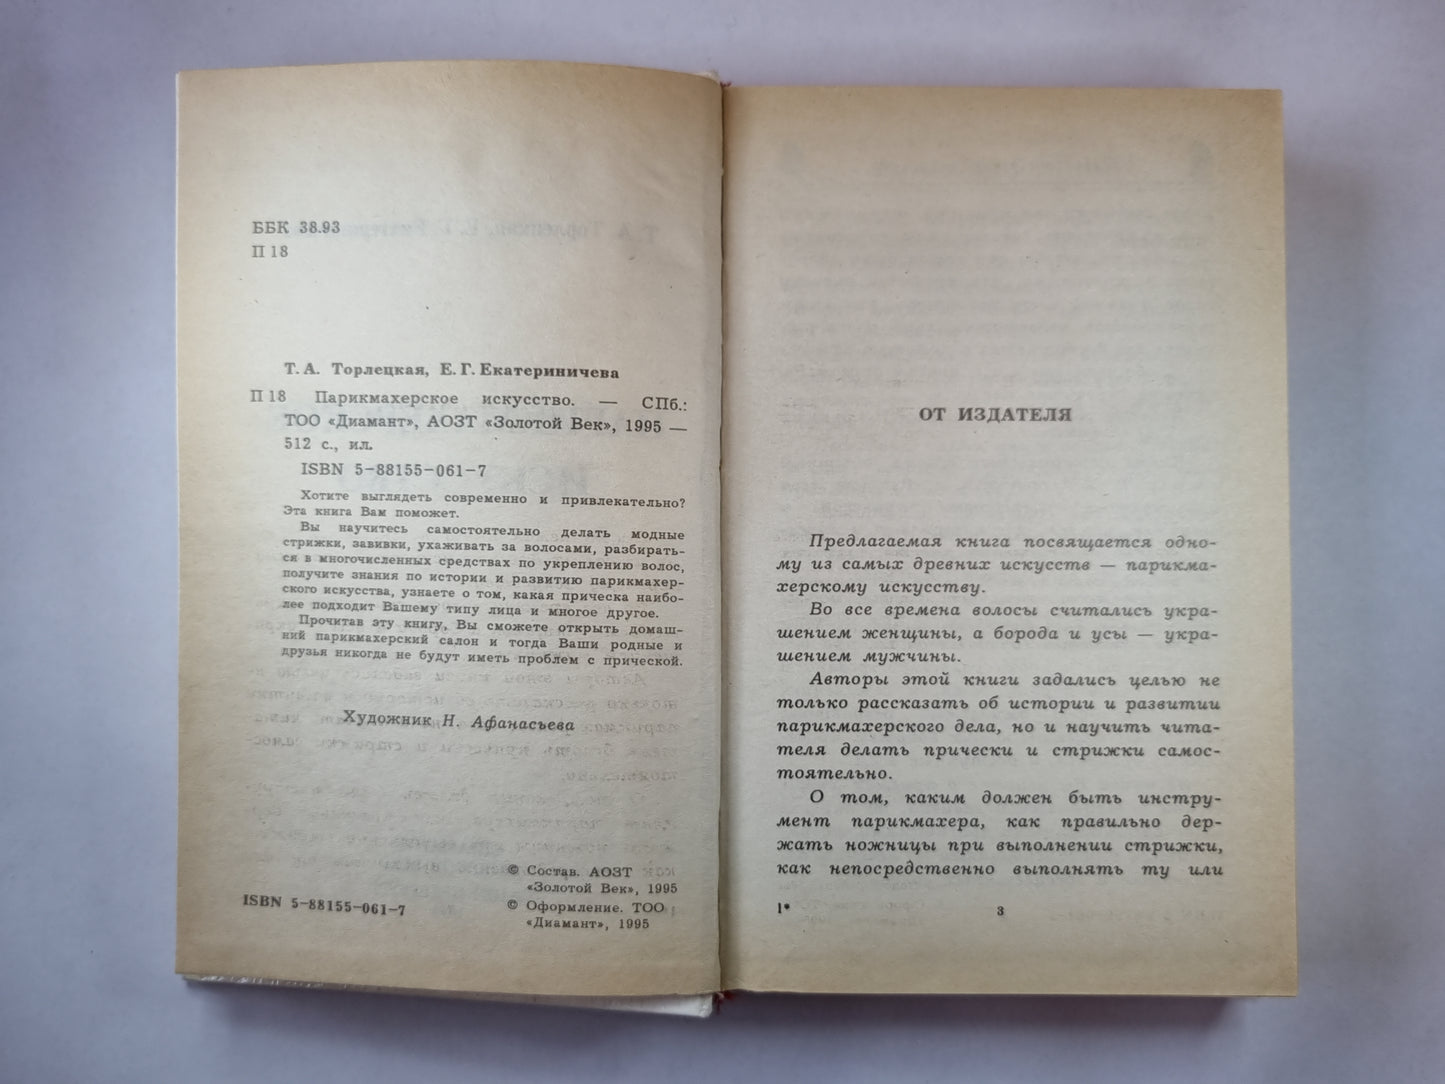 ББК 38.93
П 18
Т. А. Торлецкая, Е. Г. Екатериничева
П 18 Парикмахерское искусство. — СПб.:
ТОО «Диамант», АОЗТ «Золотой Век», 1995 —
512 с., ил.
ISBN 5-88155-061-7
Хотите выглядеть современно и привлекательно?
Эта книга Вам поможет.
Вы научитесь самостоятельно делать модные
стрижки, завивки, ухаживать за волосами, разбирать-
ся в многочисленных средствах по укреплению волос,
получите знания по истории и развитию парикмахер-
ского искусства, узнаете о том, какая прическа наибо-
лее подходит Вашему типу лица и многое другое.
Прочитав эту книгу, Вы сможете открыть домаш-
ний парикмахерский салон и тогда Ваши родные и
друзья никогда не будут иметь проблем с прической.
Художник Н. Афанасьева
© Состав. АОЗТ
«Золотой Век», 1995
ISBN 5-88155-061-7
© Оформление. ТОО
«Диамант», 1995
ОТ ИЗДАТЕЛЯ
Предлагаемая книга посвящается одно-
му из самых древних искусств — парикма-
херскому искусству.
Во все времена волосы считались укра-
шением женщины, а борода и усы — укра-
шением мужчины.
Авторы этой книги задались целью не
только рассказать об истории и развитии
парикмахерского дела, но и научить чита-
теля делать прически и стрижки самос-
тоятельно.
О том, каким должен быть инстру-
мент парикмахера, как правильно дер-
жать ножницы при выполнении стрижки,
как непосредственно выполнять ту или
1*
3